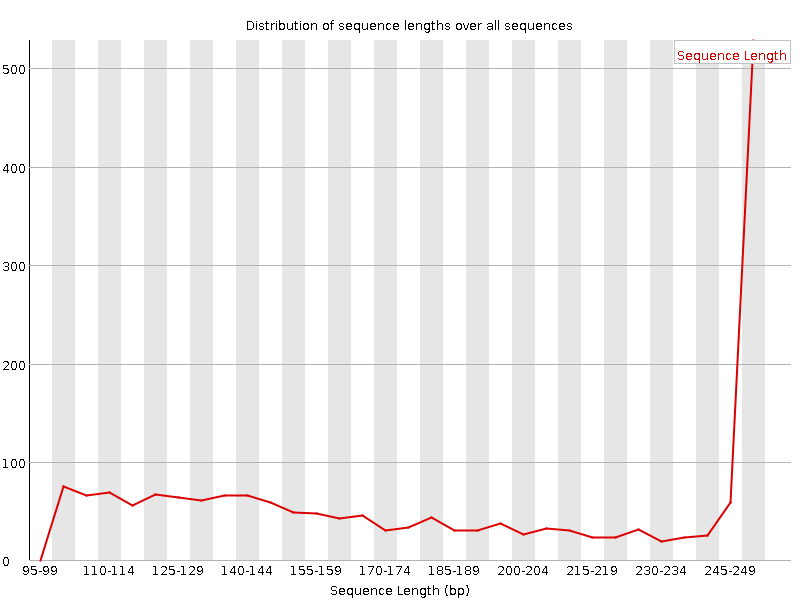 Distribution of sequence lengths over all sequences
Sequence Length
500
400
300
200
100
0
95-99 110-114 125-129 140-144 155-159 170-174 185-189 200-204 215-219 230-234 245-249
Sequence Length (bp)